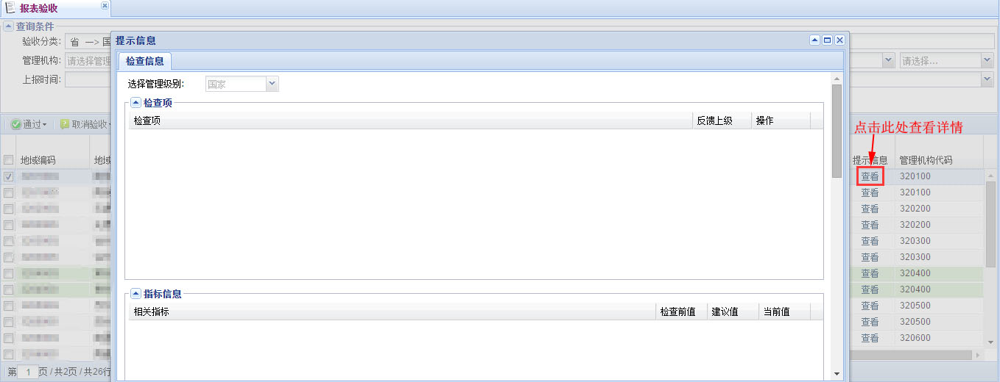 报表验收
查询条件
验收分类: 省 —> 国
管理机构: 请选择管理
请选择...
上报时间:
通过
取消验收
提示信息
检查信息
选择管理级别: 国家
检查项
检查项 反馈上级 操作
指标信息
相关指标 检查前值 建议值 当前值
点击此处查看详情
地域编码 地域
提示信息 管理机构代码
查看 320100
查看 320100
查看 320200
查看 320200
查看 320300
查看 320300
查看 320400
查看 320400
查看 320500
查看 320500
查看 320600
第 1 页 / 共2页 / 共26行